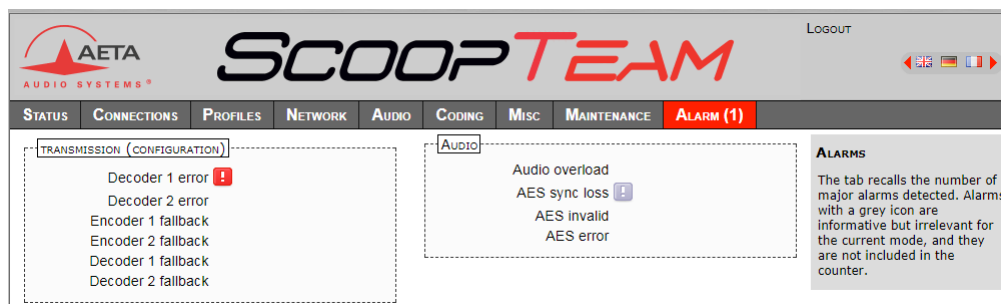 AETA
AUDIO SYSTEMS®
SCOOPTEAM
LOGOUT
STATUS CONNECTIONS PROFILES NETWORK AUDIO CODING MISC MAINTENANCE ALARM (1)
TRANSMISSION (CONFIGURATION)
Decoder 1 error !
Decoder 2 error
Encoder 1 fallback
Encoder 2 fallback
Decoder 1 fallback
Decoder 2 fallback
AUDIO
Audio overload
AES sync loss !
AES invalid
AES error
ALARMS
The tab recalls the number of
major alarms detected. Alarms
with a grey icon are
informative but irrelevant for
the current mode, and they
are not included in the
counter.